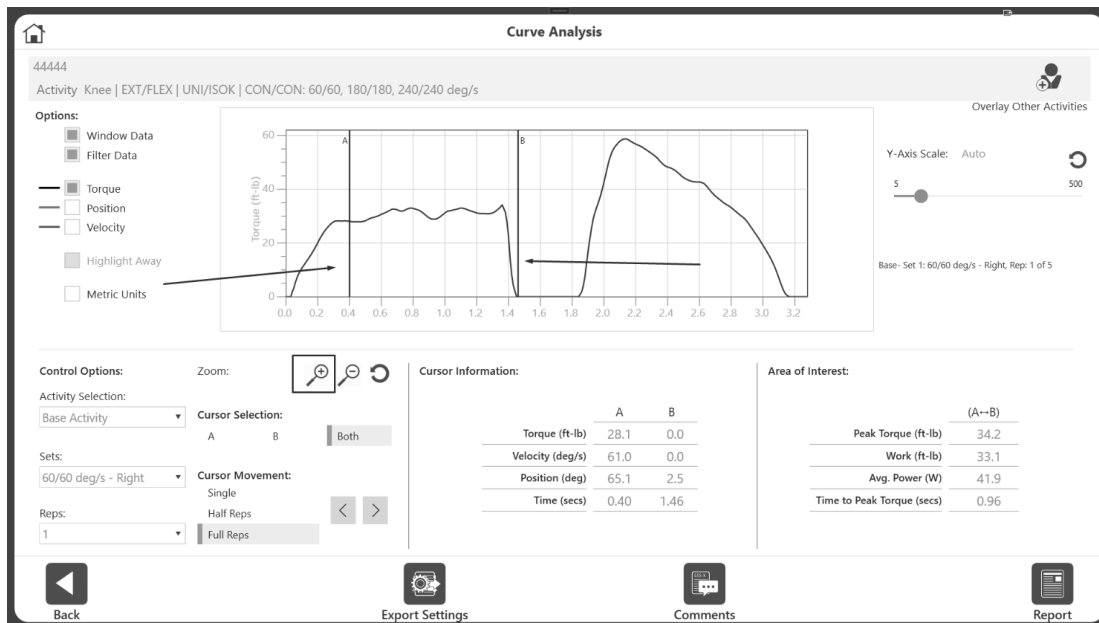 Curve Analysis
44444
Activity Knee | EXT/FLEX | UNI/ISOK | CON/CON: 60/60, 180/180, 240/240 deg/s
Overlay Other Activities
Options:
Window Data
Filter Data
Torque
Position
Velocity
Highlight Away
Metric Units
Torque (ft-lb)
60
40
20
0
A
B
0.0 0.2 0.4 0.6 0.8 1.0 1.2 1.4 1.6 1.8 2.0 2.2 2.4 2.6 2.8 3.0 3.2
Y-Axis Scale: Auto
5 500
Base- Set 1: 60/60 deg/s - Right, Rep: 1 of 5
Control Options:
Activity Selection:
Base Activity
Sets:
60/60 deg/s - Right
Reps:
1
Zoom:
Cursor Selection:
A B Both
Cursor Movement:
Single
Half Reps
Full Reps
< >
Cursor Information:
A B
Torque (ft-lb) 28.1 0.0
Velocity (deg/s) 61.0 0.0
Position (deg) 65.1 2.5
Time (secs) 0.40 1.46
Area of Interest:
(A↔B)
Peak Torque (ft-lb) 34.2
Work (ft-lb) 33.1
Avg. Power (W) 41.9
Time to Peak Torque (secs) 0.96
Back
Export Settings
Comments
Report